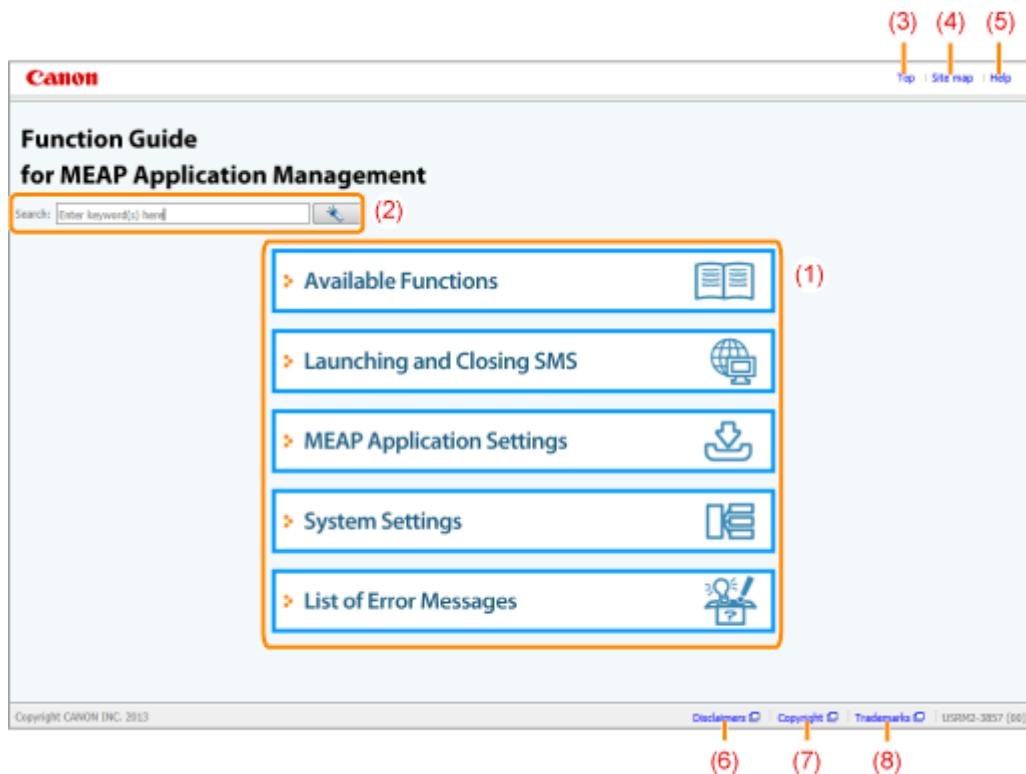 (3) (4) (5)
Canon
Top Site map Help
Function Guide
for MEAP Application Management
Search: Enter keyword(s) here (2)
Available Functions (1)
Launching and Closing SMS
MEAP Application Settings
System Settings
List of Error Messages
?
Copyright CANON INC. 2013 Disclaimers Copyright Trademarks USRM2-3857 (00)
(6) (7) (8)